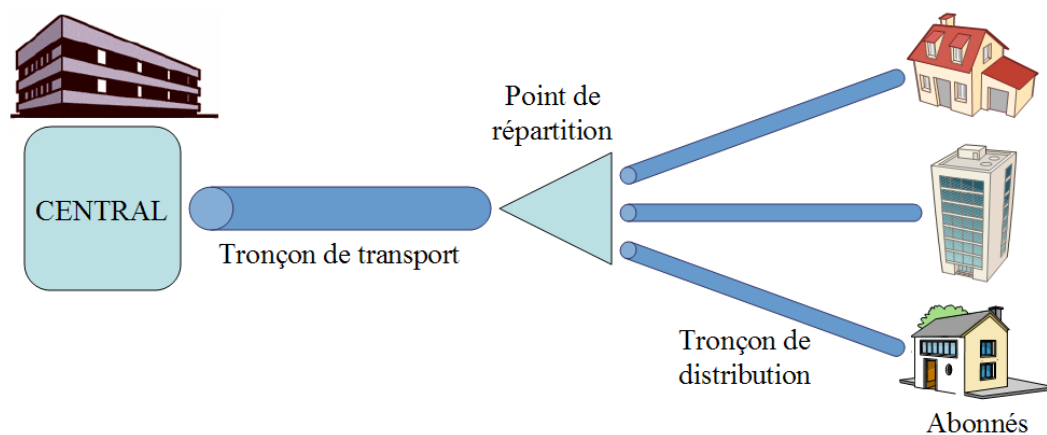 CENTRAL
Tronçon de transport
Point de
répartition
Tronçon de
distribution
Abonnés